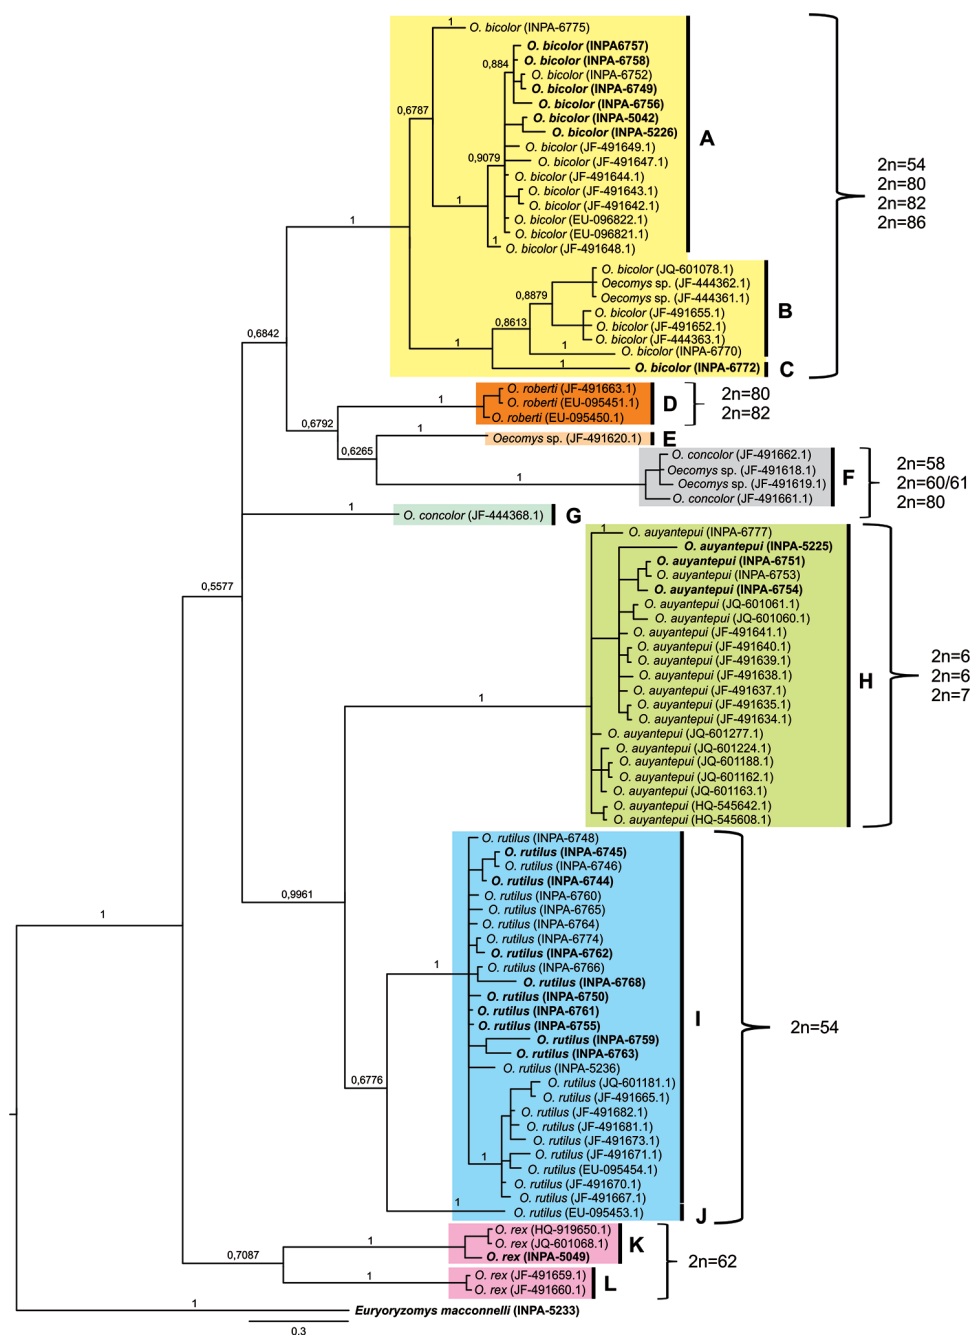 1
O. bicolor (INPA-6775)
O. bicolor (INPA6757)
0,884
O. bicolor (INPA-6758)
O. bicolor (INPA-6752)
O. bicolor (INPA-6749)
0,6787
O. bicolor (INPA-6756)
O. bicolor (INPA-5042)
O. bicolor (INPA-5226)
A
O. bicolor (JF-491649.1)
0,9079
O. bicolor (JF-491647.1)
O. bicolor (JF-491644.1)
O. bicolor (JF-491643.1)
1
O. bicolor (JF-491642.1)
O. bicolor (EU-096822.1)
O. bicolor (EU-096821.1)
1
O. bicolor (JF-491648.1)
2n=54
2n=80
2n=82
2n=86
1
O. bicolor (JQ-601078.1)
Oecomys sp. (JF-444362.1)
0,8879
Oecomys sp. (JF-444361.1)
O. bicolor (JF-491655.1)
B
0,8613
O. bicolor (JF-491652.1)
O. bicolor (JF-444363.1)
1
1
O. bicolor (INPA-6770)
1
O. bicolor (INPA-6772)
C
0,6842
O. roberti (JF-491663.1)
1
O. roberti (EU-095451.1)
D
O. roberti (EU-095450.1)
2n=80
2n=82
0,6792
1
Oecomys sp. (JF-491620.1)
E
0,6265
O. concolor (JF-491662.1)
1
Oecomys sp. (JF-491618.1)
F
Oecomys sp. (JF-491619.1)
O. concolor (JF-491661.1)
2n=58
2n=60/61
2n=80
1
O. concolor (JF-444368.1)
G
0,5577
1
O. auyantepui (INPA-6777)
O. auyantepui (INPA-5225)
O. auyantepui (INPA-6751)
O. auyantepui (INPA-6753)
O. auyantepui (INPA-6754)
O. auyantepui (JQ-601061.1)
O. auyantepui (JQ-601060.1)
O. auyantepui (JF-491641.1)
O. auyantepui (JF-491640.1)
O. auyantepui (JF-491639.1)
O. auyantepui (JF-491638.1)
H
O. auyantepui (JF-491637.1)
1
O. auyantepui (JF-491635.1)
O. auyantepui (JF-491634.1)
O. auyantepui (JQ-601277.1)
O. auyantepui (JQ-601224.1)
O. auyantepui (JQ-601188.1)
O. auyantepui (JQ-601162.1)
O. auyantepui (JQ-601163.1)
O. auyantepui (HQ-545642.1)
O. auyantepui (HQ-545608.1)
2n=6
2n=6
2n=7
0,9961
O. rutilus (INPA-6748)
O. rutilus (INPA-6745)
O. rutilus (INPA-6746)
O. rutilus (INPA-6744)
O. rutilus (INPA-6760)
O. rutilus (INPA-6765)
O. rutilus (INPA-6764)
O. rutilus (INPA-6774)
O. rutilus (INPA-6762)
1
O. rutilus (INPA-6766)
O. rutilus (INPA-6768)
O. rutilus (INPA-6750)
O. rutilus (INPA-6761)
I
O. rutilus (INPA-6755)
O. rutilus (INPA-6759)
O. rutilus (INPA-6763)
O. rutilus (INPA-5236)
0,6776
O. rutilus (JQ-601181.1)
O. rutilus (JF-491665.1)
O. rutilus (JF-491682.1)
O. rutilus (JF-491681.1)
O. rutilus (JF-491673.1)
O. rutilus (JF-491671.1)
1
O. rutilus (EU-095454.1)
O. rutilus (JF-491670.1)
O. rutilus (JF-491667.1)
1
O. rutilus (EU-095453.1)
J
2n=54
1
0,7087
O. rex (HQ-919650.1)
1
O. rex (JQ-601068.1)
K
O. rex (INPA-5049)
1
O. rex (JF-491659.1)
L
O. rex (JF-491660.1)
2n=62
1
Euryoryzomys macconnelli (INPA-5233)
0.3